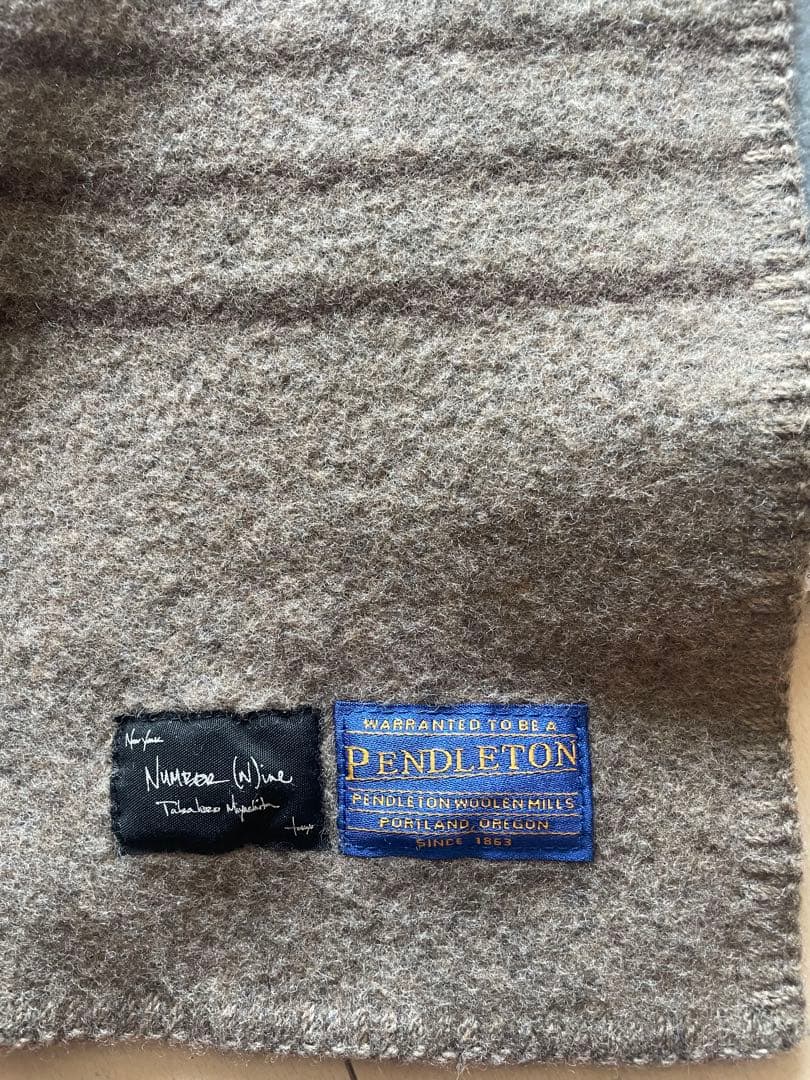 New York
NUMBER (N)ine
Takahiro Miyashita
tokyo
WARRANTED TO BE A
PENDLETON
PENDLETON WOOLEN MILLS
PORTLAND, OREGON
SINCE 1863